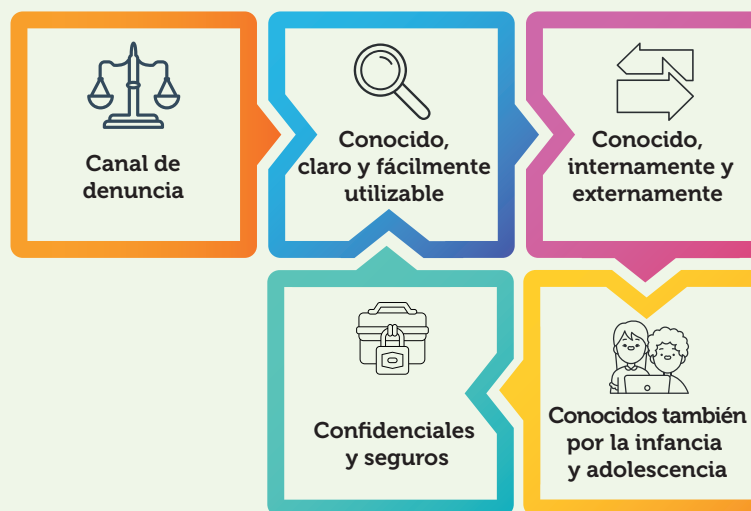 Canal de
denuncia
Conocido,
claro y fácilmente
utilizable
Conocido,
internamente y
externamente
Conocidos también
por la infancia
y adolescencia
Confidenciales
y seguros